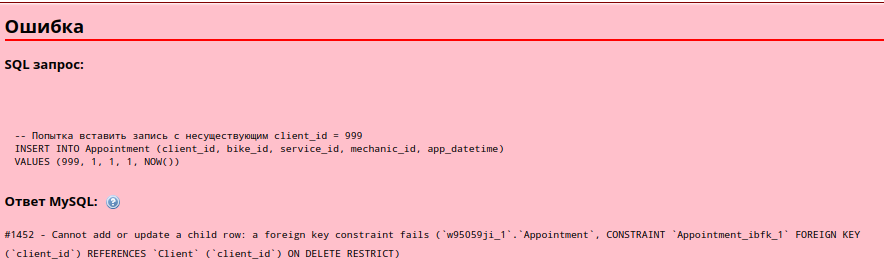 Ошибка
SQL запрос:
-- Попытка вставить запись с несуществующим client_id = 999
INSERT INTO Appointment (client_id, bike_id, service_id, mechanic_id, app_datetime)
VALUES (999, 1, 1, 1, NOW())
Ответ MySQL:
#1452 - Cannot add or update a child row: a foreign key constraint fails (`w95059ji_1`.`Appointment`, CONSTRAINT `Appointment_ibfk_1` FOREIGN KEY
(`client_id`) REFERENCES `Client` (`client_id`) ON DELETE RESTRICT)